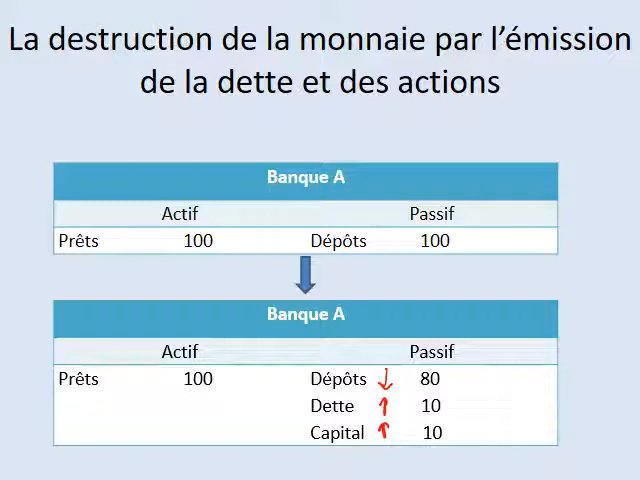 La destruction de la monnaie par l’émission
de la dette et des actions
Banque A
Actif Passif
Prêts 100 Dépôts 100
Banque A
Actif Passif
Prêts 100 Dépôts 80
Dette 10
Capital 10